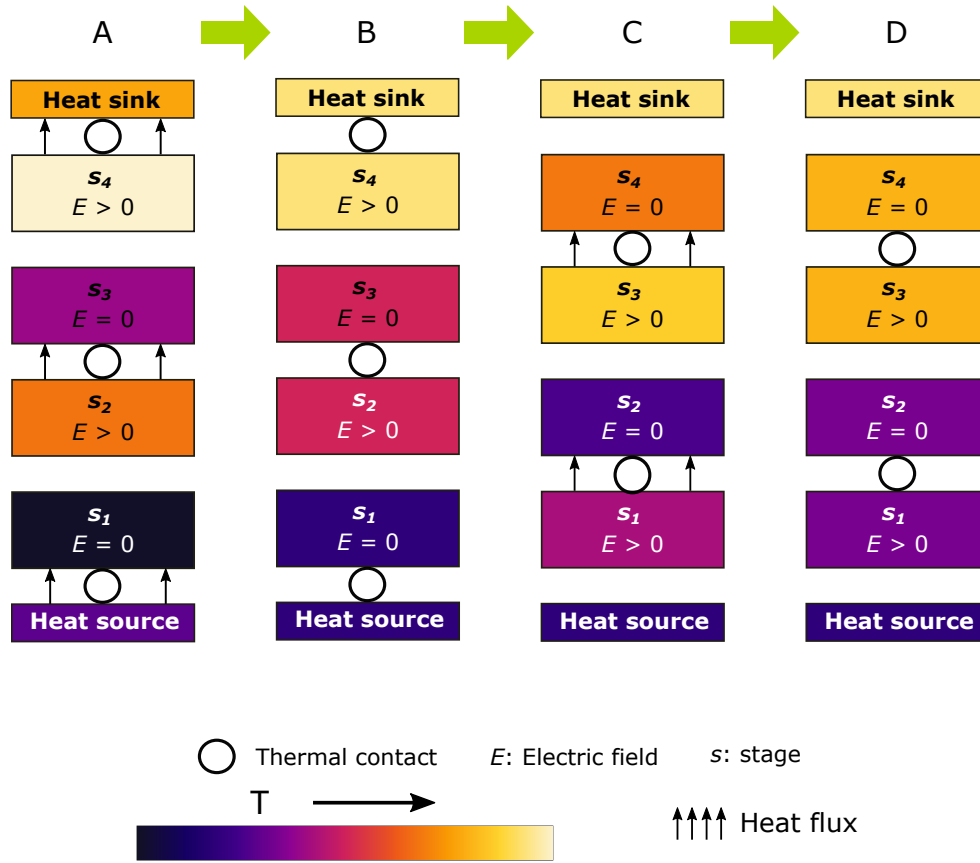 A B C D
Heat sink Heat sink Heat sink Heat sink
s4 s4 s4 s4
E > 0 E > 0 E = 0 E = 0
s3 s3 s3 s3
E = 0 E = 0 E > 0 E > 0
s2 s2 s2 s2
E > 0 E > 0 E = 0 E = 0
s1 s1 s1 s1
E = 0 E = 0 E > 0 E > 0
Heat source Heat source Heat source Heat source
Thermal contact E: Electric field s: stage
T
Heat flux